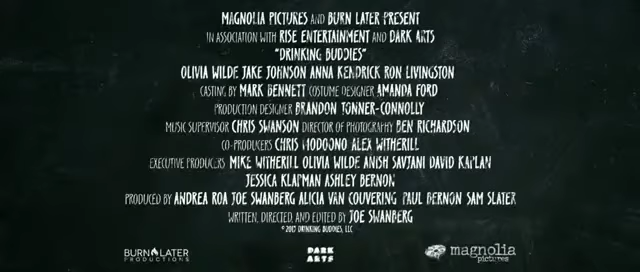 MAGNOLIA PICTURES AND BURN LATER PRESENT
IN ASSOCIATION WITH RISE ENTERTAINMENT AND DARK ARTS
"DRINKING BUDDIES"
OLIVIA WILDE JAKE JOHNSON ANNA KENDRICK RON LIVINGSTON
CASTING BY MARK BENNETT COSTUME DESIGNER AMANDA FORD
PRODUCTION DESIGNER BRANDON TONNER-CONNOLLY
MUSIC SUPERVISOR CHRIS SWANSON DIRECTOR OF PHOTOGRAPHY BEN RICHARDSON
CO-PRODUCERS CHRIS MODOONO ALEX WITHERILL
EXECUTIVE PRODUCERS MIKE WITHERILL OLIVIA WILDE ANISH SAVJANI DAVID KAPLAN
JESSICA KLAPMAN ASHLEY BERNON
PRODUCED BY ANDREA ROA JOE SWANBERG ALICIA VAN COUVERING PAUL BERNON SAM SLATER
WRITTEN, DIRECTED, AND EDITED BY JOE SWANBERG
© 2013 DRINKING BUDDIES, LLC
BURN LATER
PRODUCTIONS
DARK
ARTS
magnolia
pictures